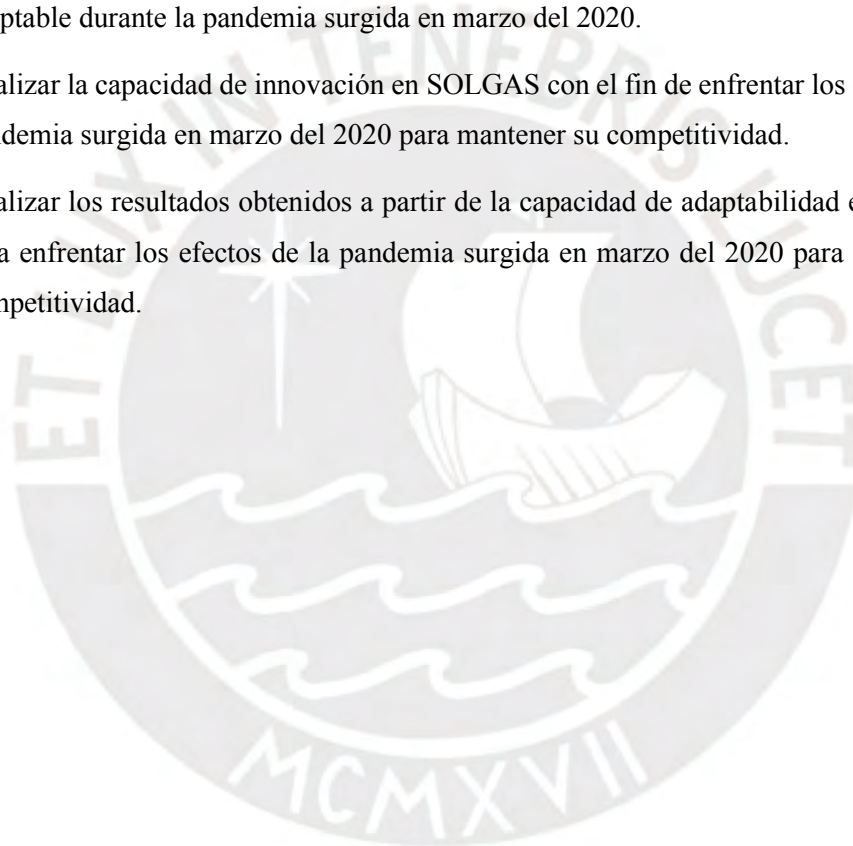 ptable durante la pandemia surgida en marzo del 2020.
alizar la capacidad de innovación en SOLGAS con el fin de enfrentar los
demia surgida en marzo del 2020 para mantener su competitividad.
alizar los resultados obtenidos a partir de la capacidad de adaptabilidad e
a enfrentar los efectos de la pandemia surgida en marzo del 2020 para
mpetitividad.
ET LUX IN TENEBRIS LUCET
MCMXVII